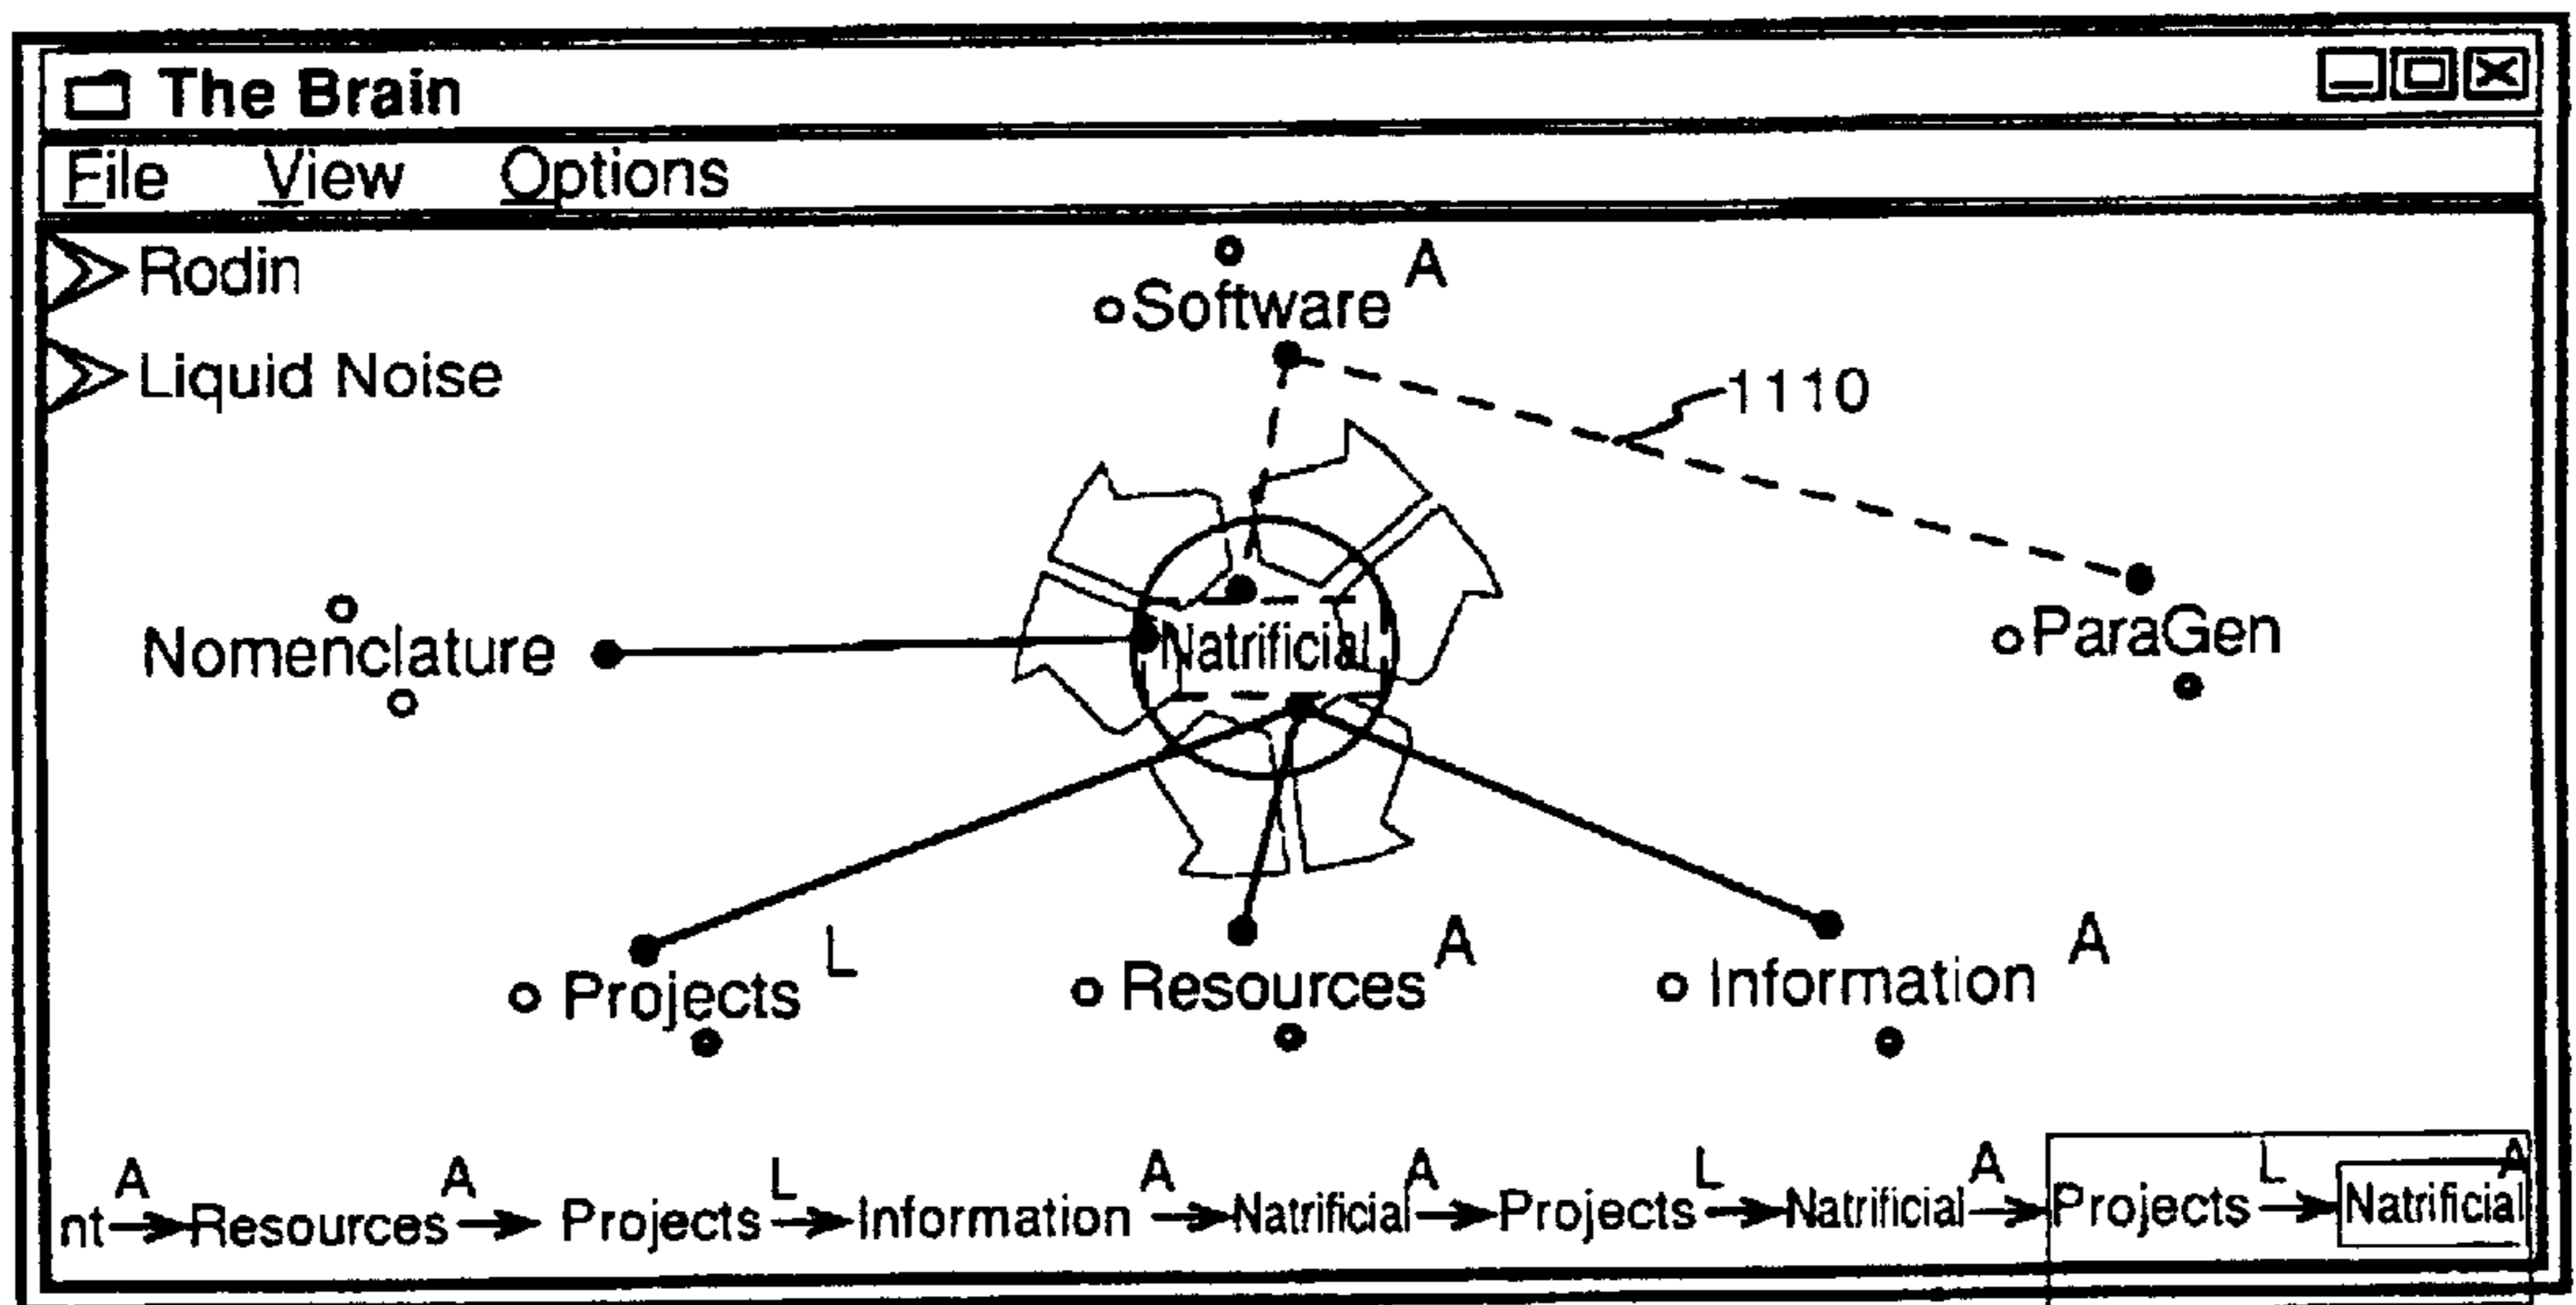 The Brain
File View Options
Rodin
Software A
Liquid Noise
1110
Nomenclature
Natrificial
ParaGen
Projects L
Resources A
Information A
nt A → Resources A → Projects L → Information A → Natrificial A → Projects L → Natrificial A → Projects L → Natrificial A